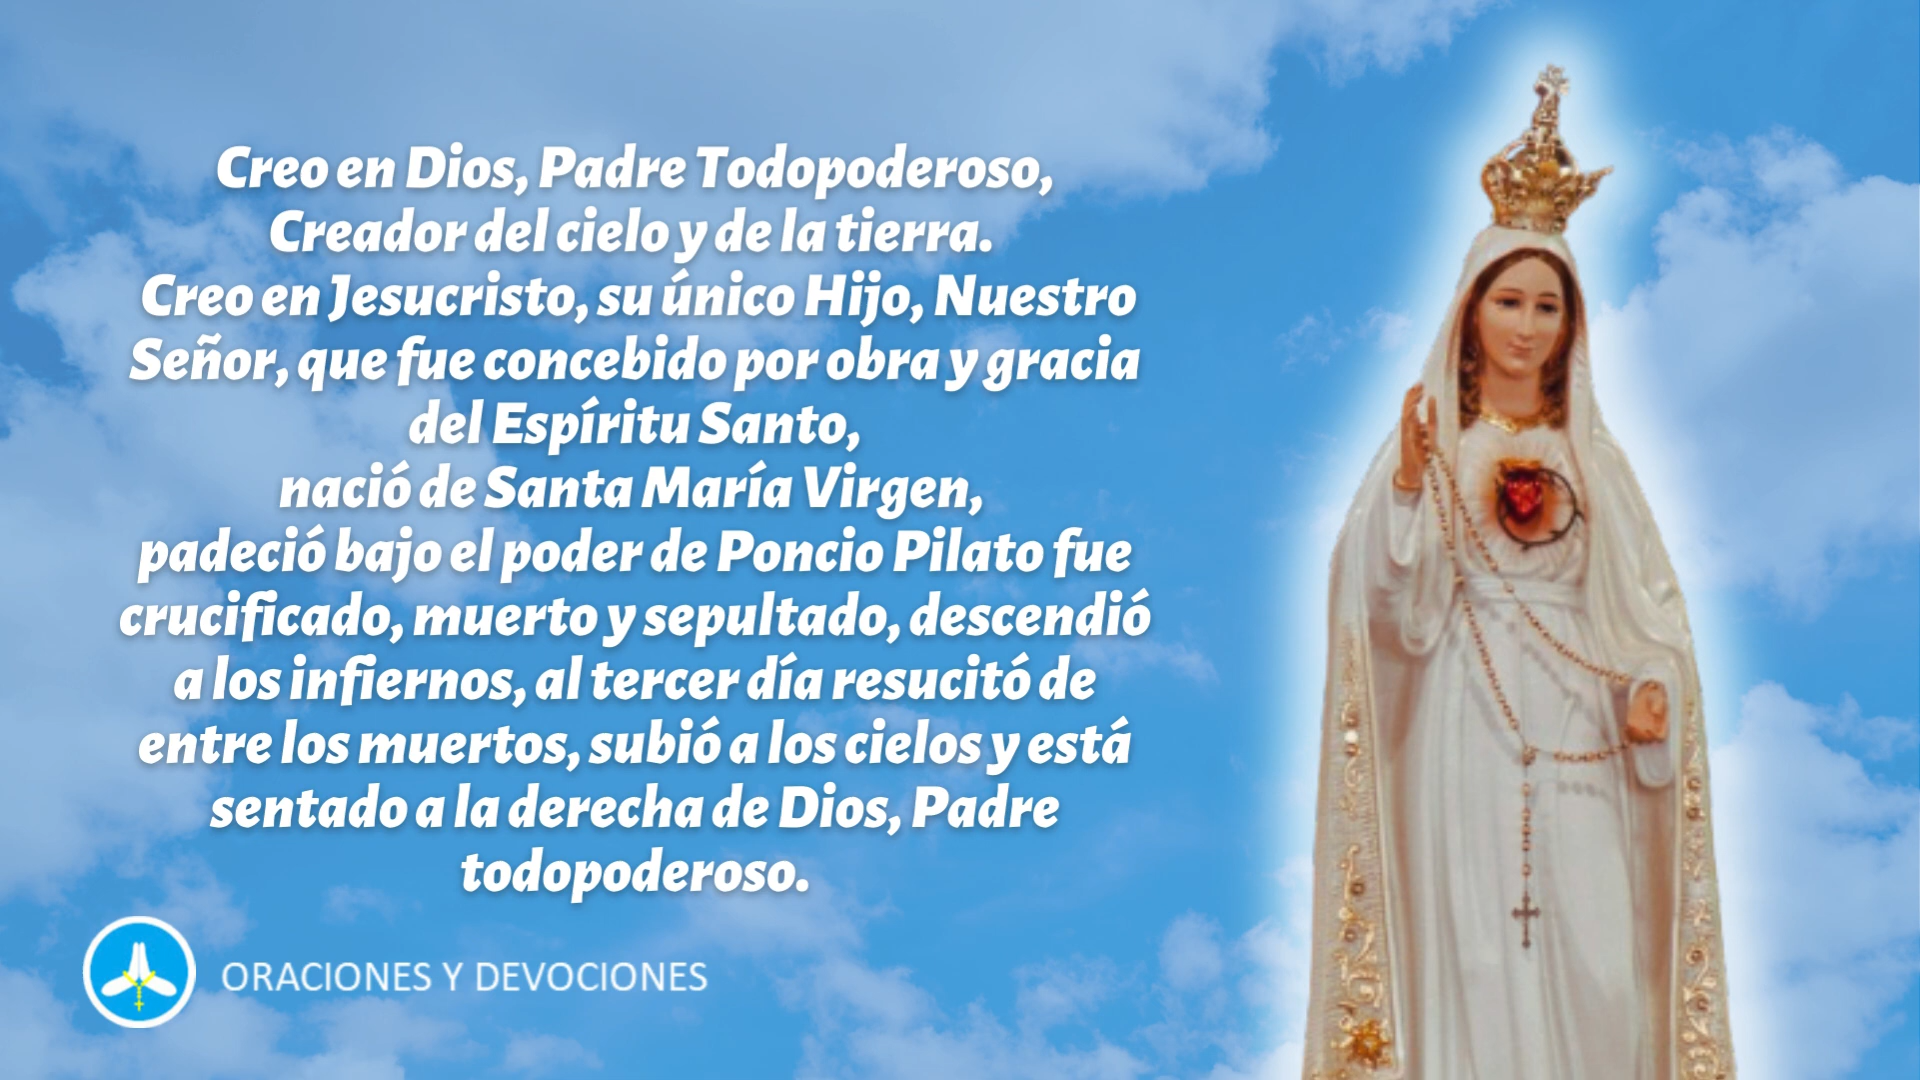 Creo en Dios, Padre Todopoderoso,
Creador del cielo y de la tierra.
Creo en Jesucristo, su único Hijo, Nuestro
Señor, que fue concebido por obra y gracia
del Espíritu Santo,
nació de Santa María Virgen,
padeció bajo el poder de Poncio Pilato fue
crucificado, muerto y sepultado, descendió
a los infiernos, al tercer día resucitó de
entre los muertos, subió a los cielos y está
sentado a la derecha de Dios, Padre
todopoderoso.
ORACIONES Y DEVOCIONES